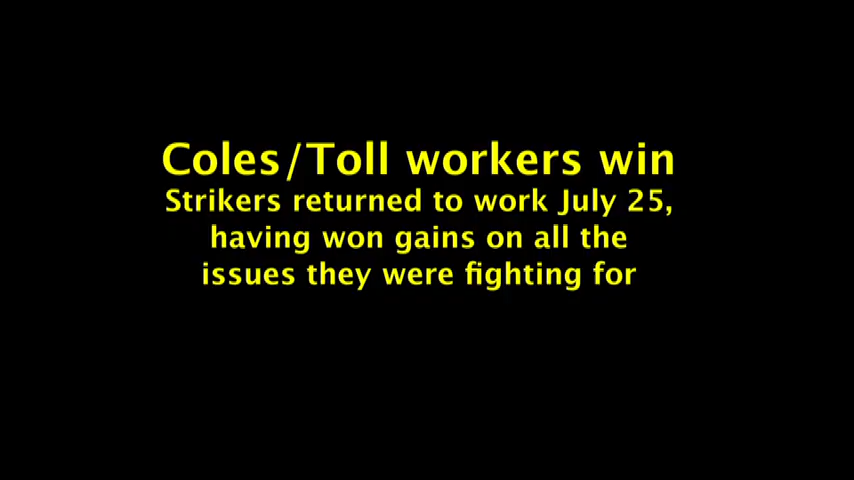 Coles/Toll workers win
Strikers returned to work July 25,
having won gains on all the
issues they were fighting for